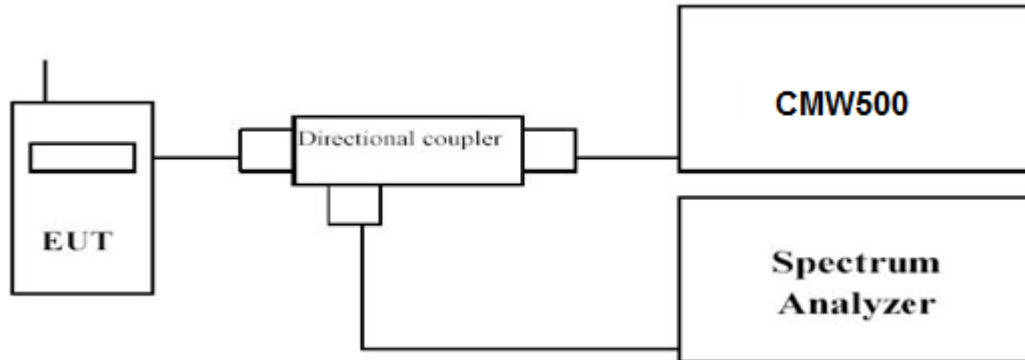 CMW500
Directional coupler
EUT
Spectrum
Analyzer